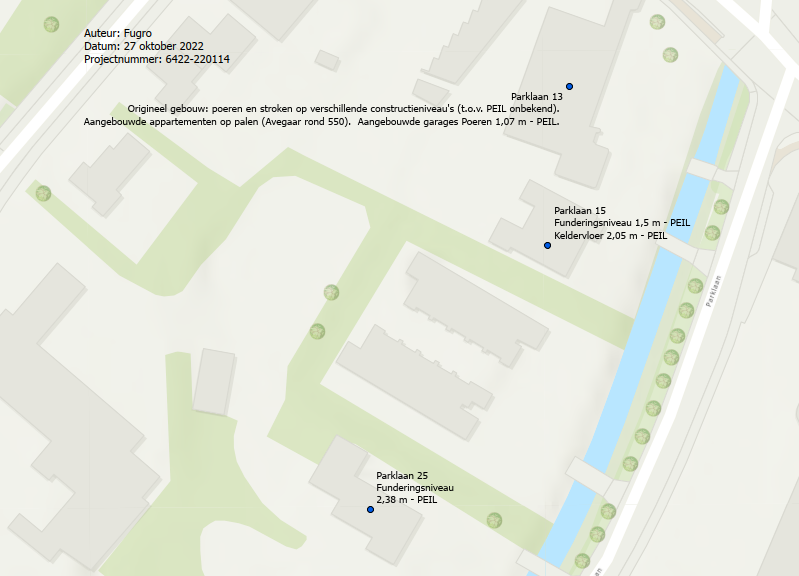 Auteur: Fugro
Datum: 27 oktober 2022
Projectnummer: 6422-220114
Parklaan 13
Origineel gebouw: poeren en stroken op verschillende constructieniveau's (t.o.v. PEIL onbekend).
Aangebouwde appartementen op palen (Avegaar rond 550).  Aangebouwde garages Poeren 1,07 m - PEIL.
Parklaan 15
Funderingsniveau 1,5 m - PEIL
Keldervloer 2,05 m - PEIL
Parklaan
Parklaan 25
Funderingsniveau
2,38 m - PEIL